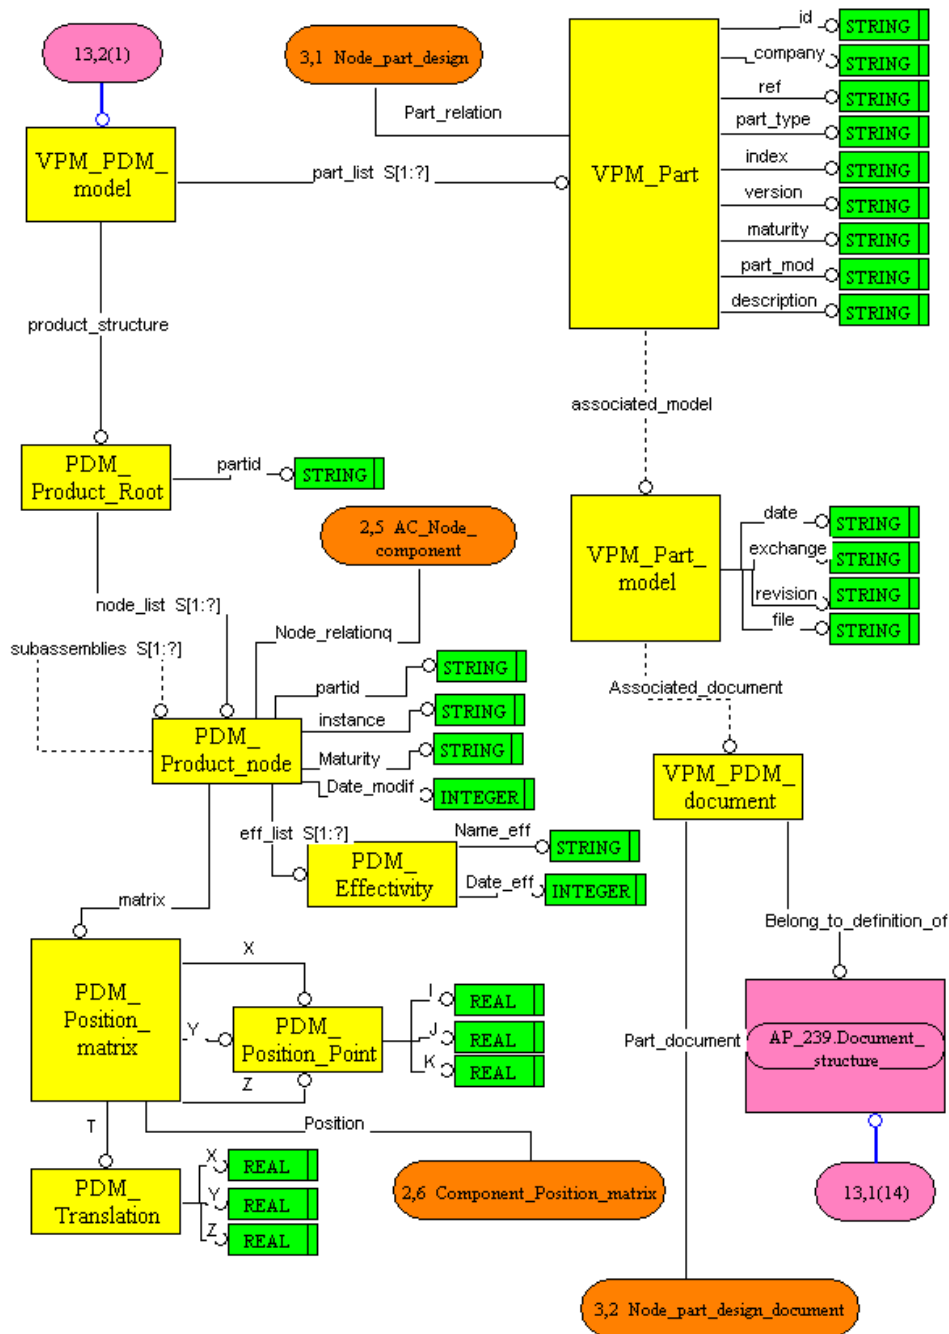 13,2(1)
3,1 Node_part_design
id
STRING
company
STRING
ref
STRING
Part_relation
part_type
STRING
VPM_PDM_
model
part_list S[1:?]
VPM_Part
index
STRING
version
STRING
maturity
STRING
part_mod
STRING
description
STRING
product_structure
associated_model
PDM_
Product_Root
partid
STRING
2,5 AC_Node_
component
VPM_Part_
model
date
STRING
exchange
STRING
revision
STRING
file
STRING
node_list S[1:?]
Node_relationq
subassemblies S[1:?]
partid
STRING
Associated_document
instance
STRING
PDM_
Product_node
Maturity
STRING
Date_modif
INTEGER
VPM_PDM_
document
eff_list S[1:?]
Name_eff
STRING
PDM_
Effectivity
Date_eff
INTEGER
matrix
Belong_to_definition_of
X
PDM_
Position_
matrix
Y
PDM_
Position_Point
I
REAL
J
REAL
K
REAL
Z
Part_document
AP_239.Document_
structure
T
Position
X
REAL
PDM_
Translation
Y
REAL
Z
REAL
2,6 Component_Position_matrix
13,1(14)
3,2 Node_part_design_document